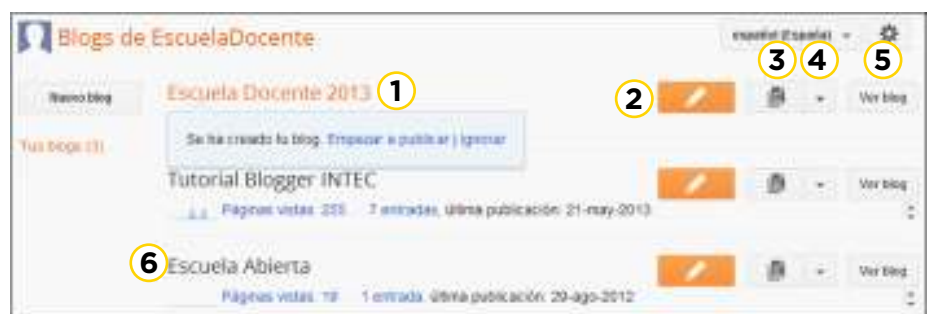 Blogs de EscuelaDocente
español (España)
3 4 5
Nuevo blog
Escuela Docente 2013 1 2 Ver blog
Tus blogs (3)
Se ha creado tu blog. Empezar a publicar | Ignorar
Tutorial Blogger INTEC Ver blog
Páginas vistas: 255 7 entradas, última publicación: 21-may-2013
6 Escuela Abierta Ver blog
Páginas vistas: 1 entrada, última publicación: 29-ago-2012